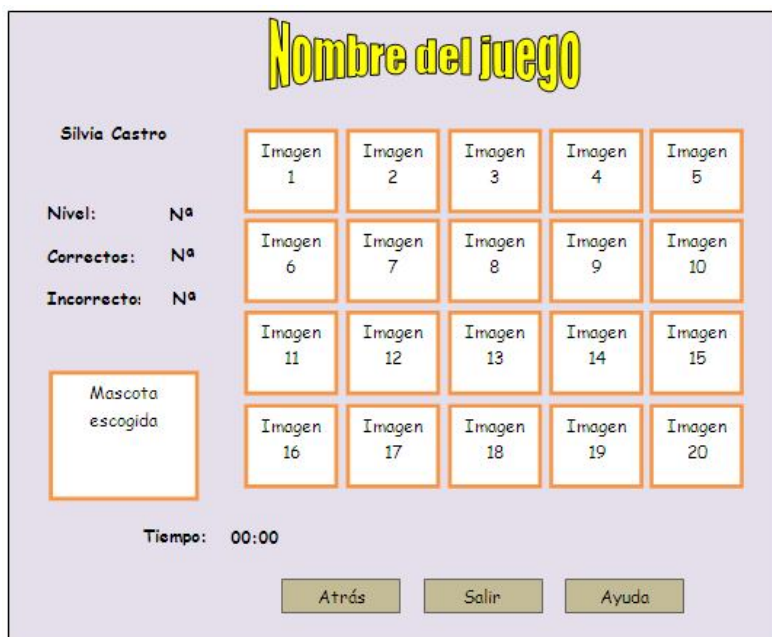 Nombre del juego
Silvia Castro
Nivel: Nª
Correctos: Nª
Incorrecto: Nª
Mascota
escogida
Imagen
1
Imagen
2
Imagen
3
Imagen
4
Imagen
5
Imagen
6
Imagen
7
Imagen
8
Imagen
9
Imagen
10
Imagen
11
Imagen
12
Imagen
13
Imagen
14
Imagen
15
Imagen
16
Imagen
17
Imagen
18
Imagen
19
Imagen
20
Tiempo: 00:00
Atrás
Salir
Ayuda